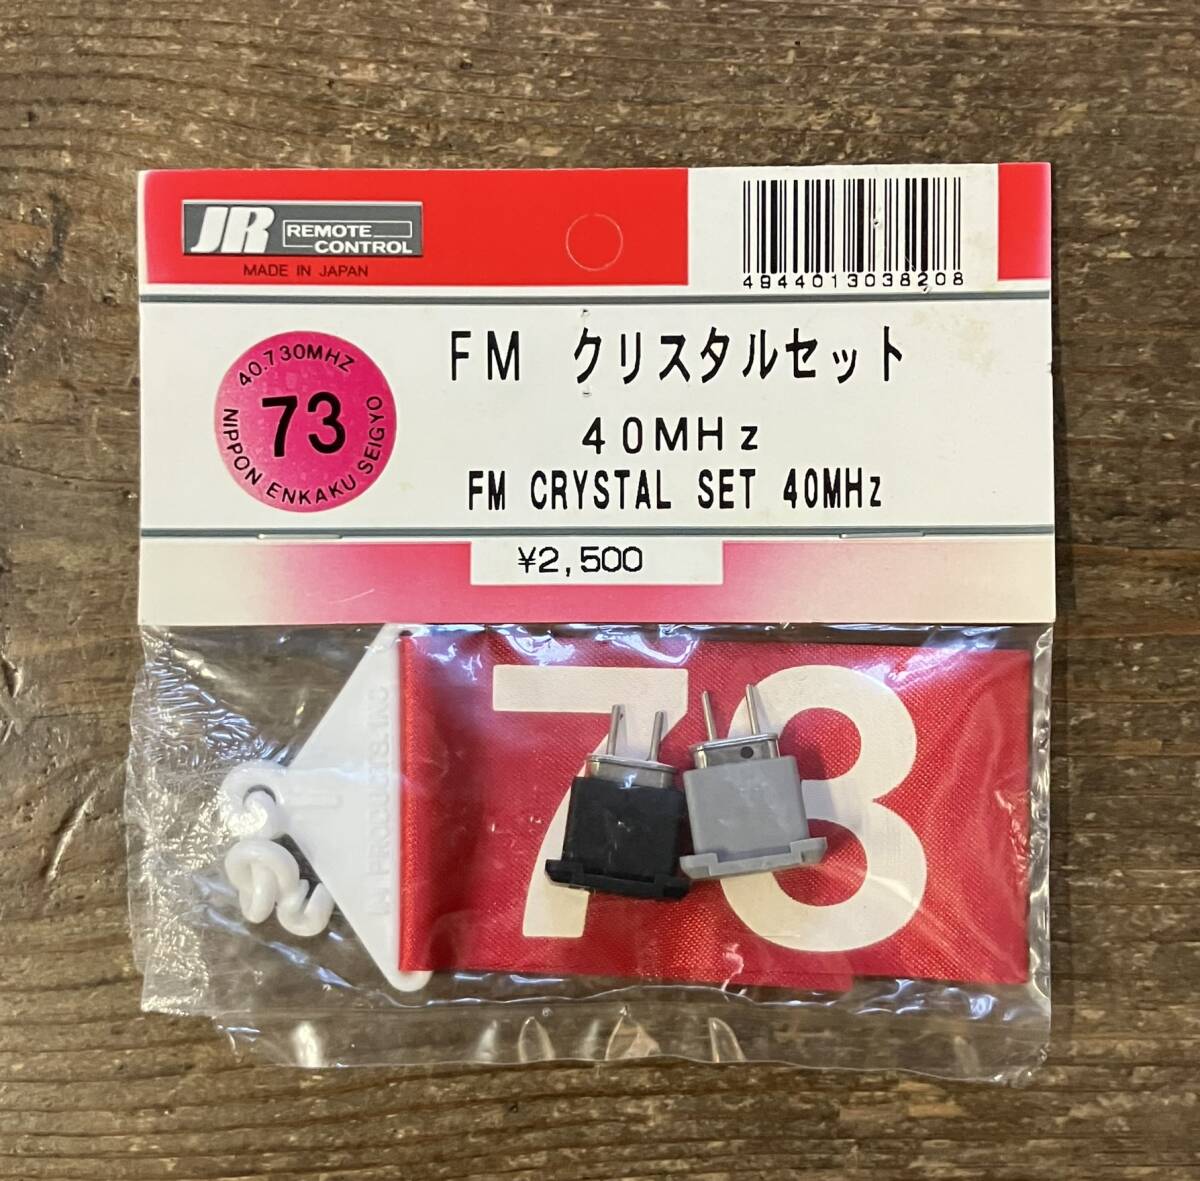 JR REMOTE CONTROL
MADE IN JAPAN
4944013038208
40.730MHZ
73
NIPPON ENKAKU SEIGYO
FM クリスタルセット
40MHz
FM CRYSTAL SET 40MHz
¥2,500
73